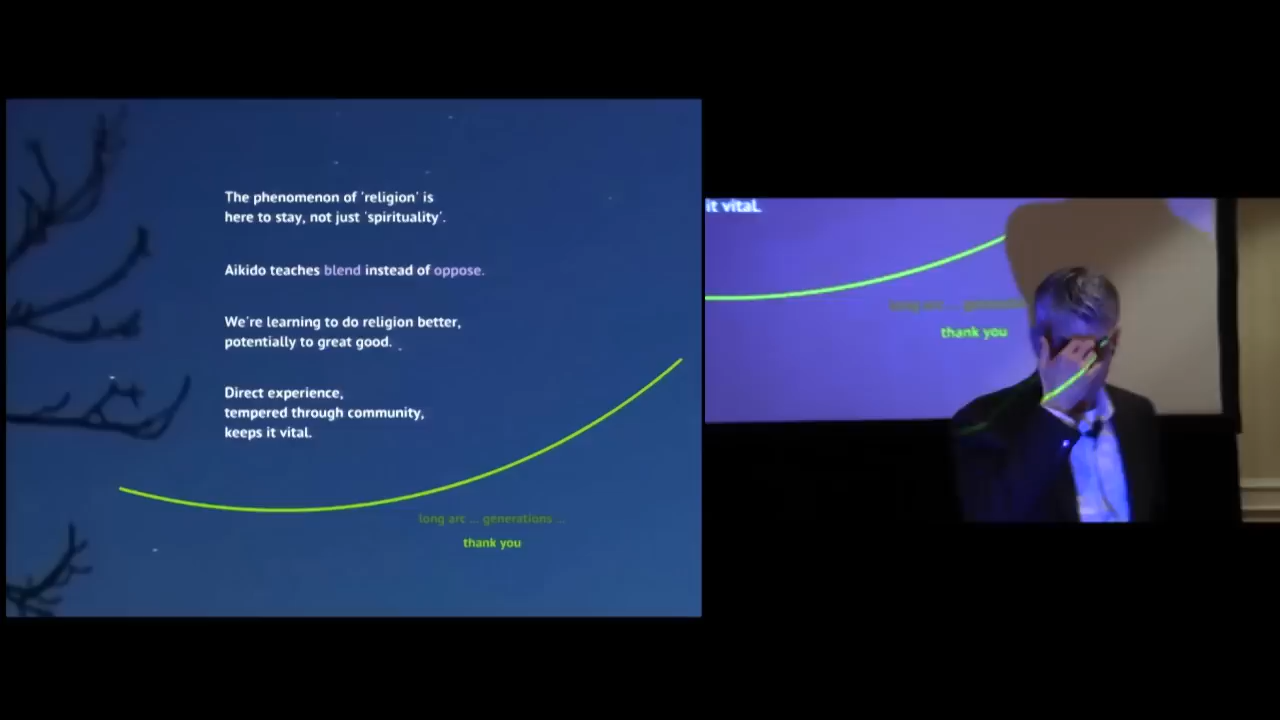 The phenomenon of 'religion' is
here to stay, not just 'spirituality'.
Aikido teaches blend instead of oppose.
We're learning to do religion better,
potentially to great good.
Direct experience,
tempered through community,
keeps it vital.
long arc ... generations ...
thank you
it vital.
long arc ...
thank you